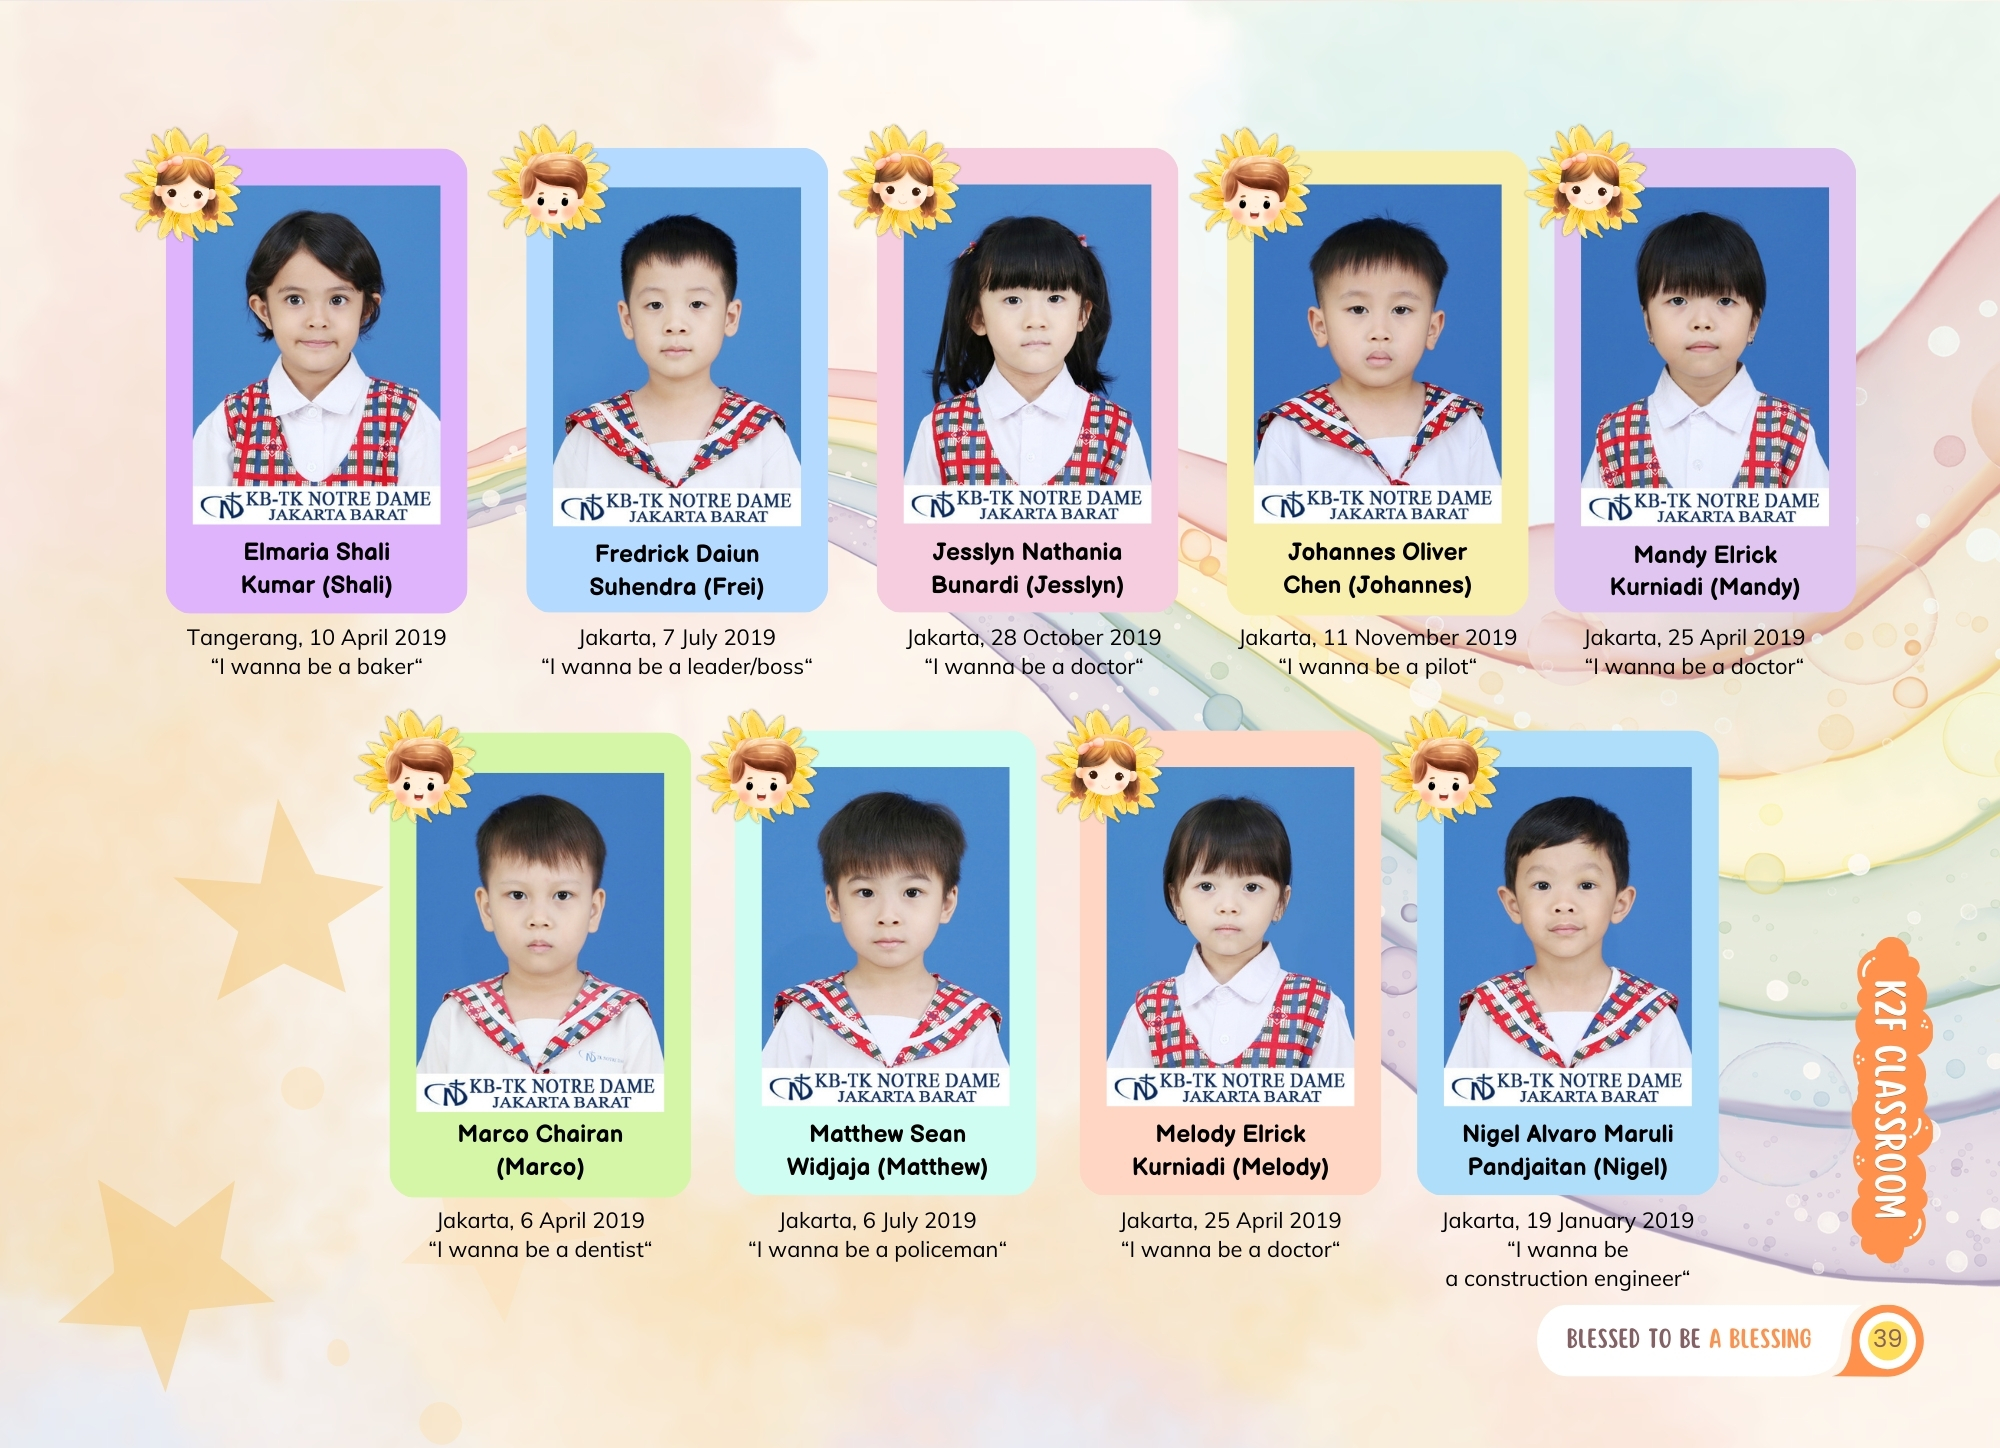 KB-TK NOTRE DAME
JAKARTA BARAT
Elmaria Shali
Kumar (Shali)
Tangerang, 10 April 2019
“I wanna be a baker“
KB-TK NOTRE DAME
JAKARTA BARAT
Fredrick Daiun
Suhendra (Frei)
Jakarta, 7 July 2019
“I wanna be a leader/boss“
KB-TK NOTRE DAME
JAKARTA BARAT
Jesslyn Nathania
Bunardi (Jesslyn)
Jakarta, 28 October 2019
“I wanna be a doctor“
KB-TK NOTRE DAME
JAKARTA BARAT
Johannes Oliver
Chen (Johannes)
Jakarta, 11 November 2019
“I wanna be a pilot“
KB-TK NOTRE DAME
JAKARTA BARAT
Mandy Elrick
Kurniadi (Mandy)
Jakarta, 25 April 2019
“I wanna be a doctor“
KB-TK NOTRE DAME
JAKARTA BARAT
Marco Chairan
(Marco)
Jakarta, 6 April 2019
“I wanna be a dentist“
KB-TK NOTRE DAME
JAKARTA BARAT
Matthew Sean
Widjaja (Matthew)
Jakarta, 6 July 2019
“I wanna be a policeman“
KB-TK NOTRE DAME
JAKARTA BARAT
Melody Elrick
Kurniadi (Melody)
Jakarta, 25 April 2019
“I wanna be a doctor“
KB-TK NOTRE DAME
JAKARTA BARAT
Nigel Alvaro Maruli
Pandjaitan (Nigel)
Jakarta, 19 January 2019
“I wanna be
a construction engineer“
K2F CLASSROOM
BLESSED TO BE A BLESSING
39